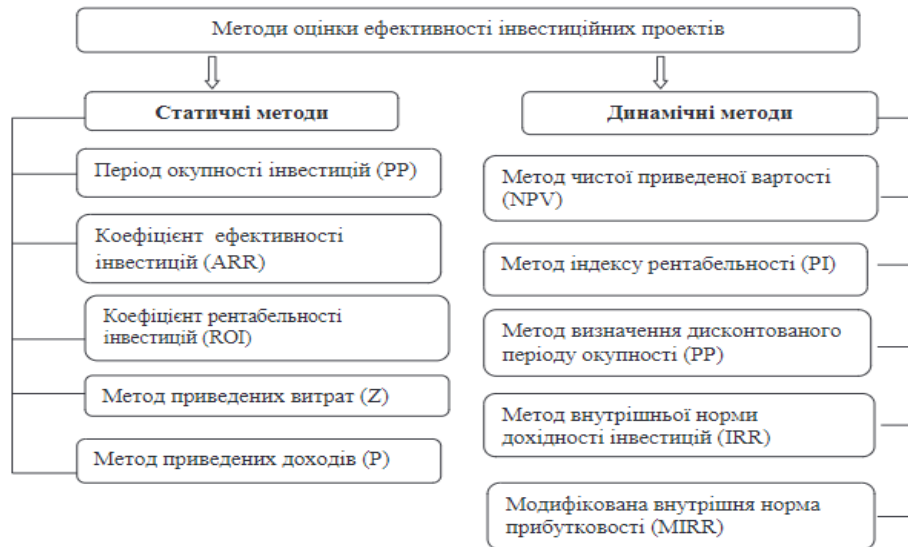 Методи оцінки ефективності інвестиційних проектів
Статичні методи
Період окупності інвестицій (PP)
Коефіцієнт ефективності
інвестицій (ARR)
Коефіцієнт рентабельності
інвестицій (ROI)
Метод приведених витрат (Z)
Метод приведених доходів (P)
Динамічні методи
Метод чистої приведеної вартості
(NPV)
Метод індексу рентабельності (PI)
Метод визначення дисконтованого
періоду окупності (PP)
Метод внутрішньої норми
дохідності інвестицій (IRR)
Модифікована внутрішня норма
прибутковості (MIRR)